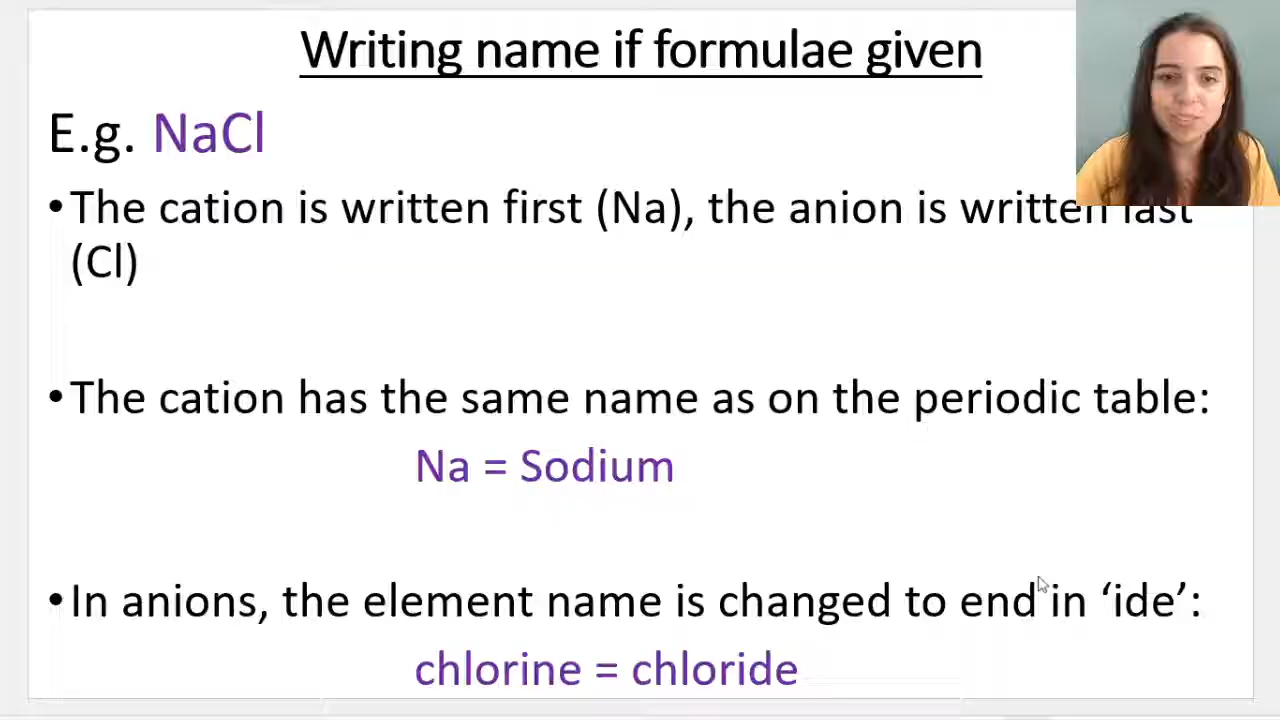 Writing name if formulae given
E.g. NaCl
•The cation is written first (Na), the anion is written last
(Cl)
•The cation has the same name as on the periodic table:
Na = Sodium
•In anions, the element name is changed to end in ‘ide’:
chlorine = chloride